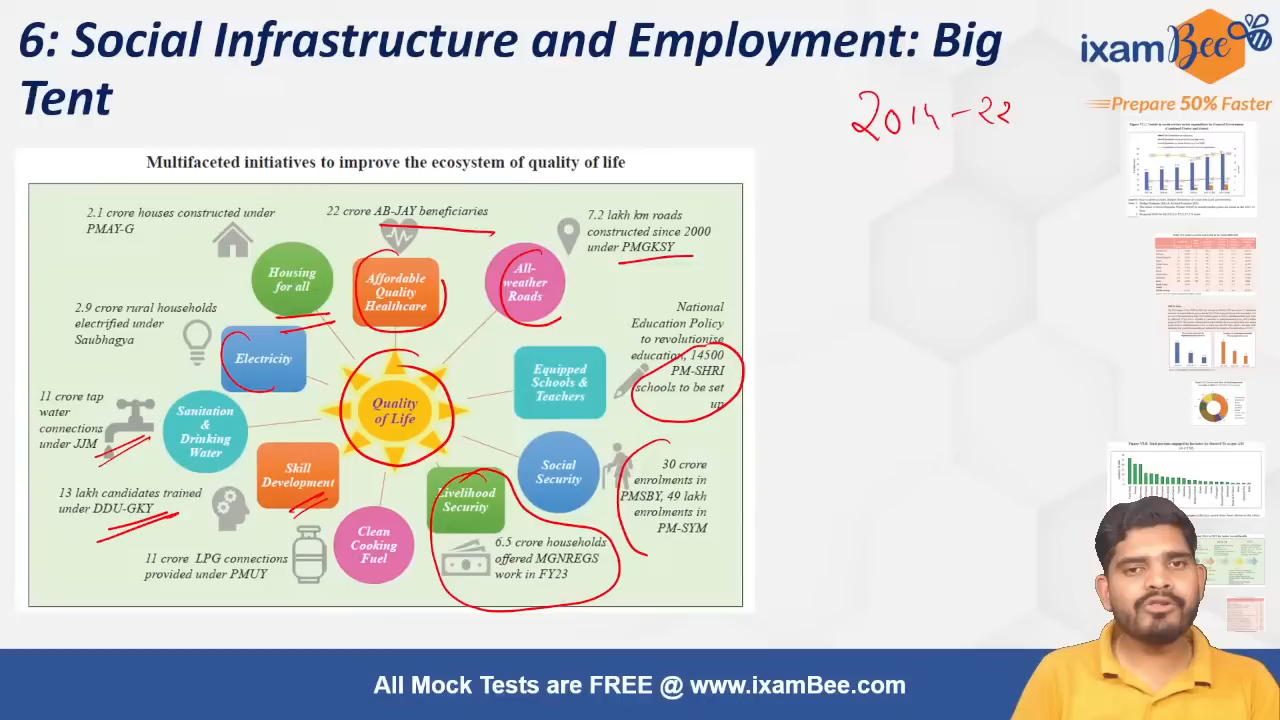 6: Social Infrastructure and Employment: Big
Tent
ixamBee
Prepare 50% Faster
2014-22
Multifaceted initiatives to improve the ecosystem of quality of life
2.1 crore houses constructed under
PMAY-G
22 crore AB-JAY beneficiaries
7.2 lakh km roads
constructed since 2000
under PMGKSY
Housing
for all
Affordable
Quality
Healthcare
All-
weather
Roads
2.9 crore rural households
electrified under
Saubhagya
Electricity
National
Education Policy
to revolutionise
education, 14500
PM-SHRI
schools to be set
up
Equipped
Schools &
Teachers
11 crore tap
water
connections
under JJM
Sanitation
&
Drinking
Water
Quality
of Life
Skill
Development
Livelihood
Security
Social
Security
30 crore
enrolments in
PMSBY, 49 lakh
enrolments in
PM-SYM
13 lakh candidates trained
under DDU-GKY
11 crore LPG connections
provided under PMUY
Clean
Cooking
Fuel
6.5 crore households
offered MGNREGS
work in FY23
All Mock Tests are FREE @ www.ixamBee.com